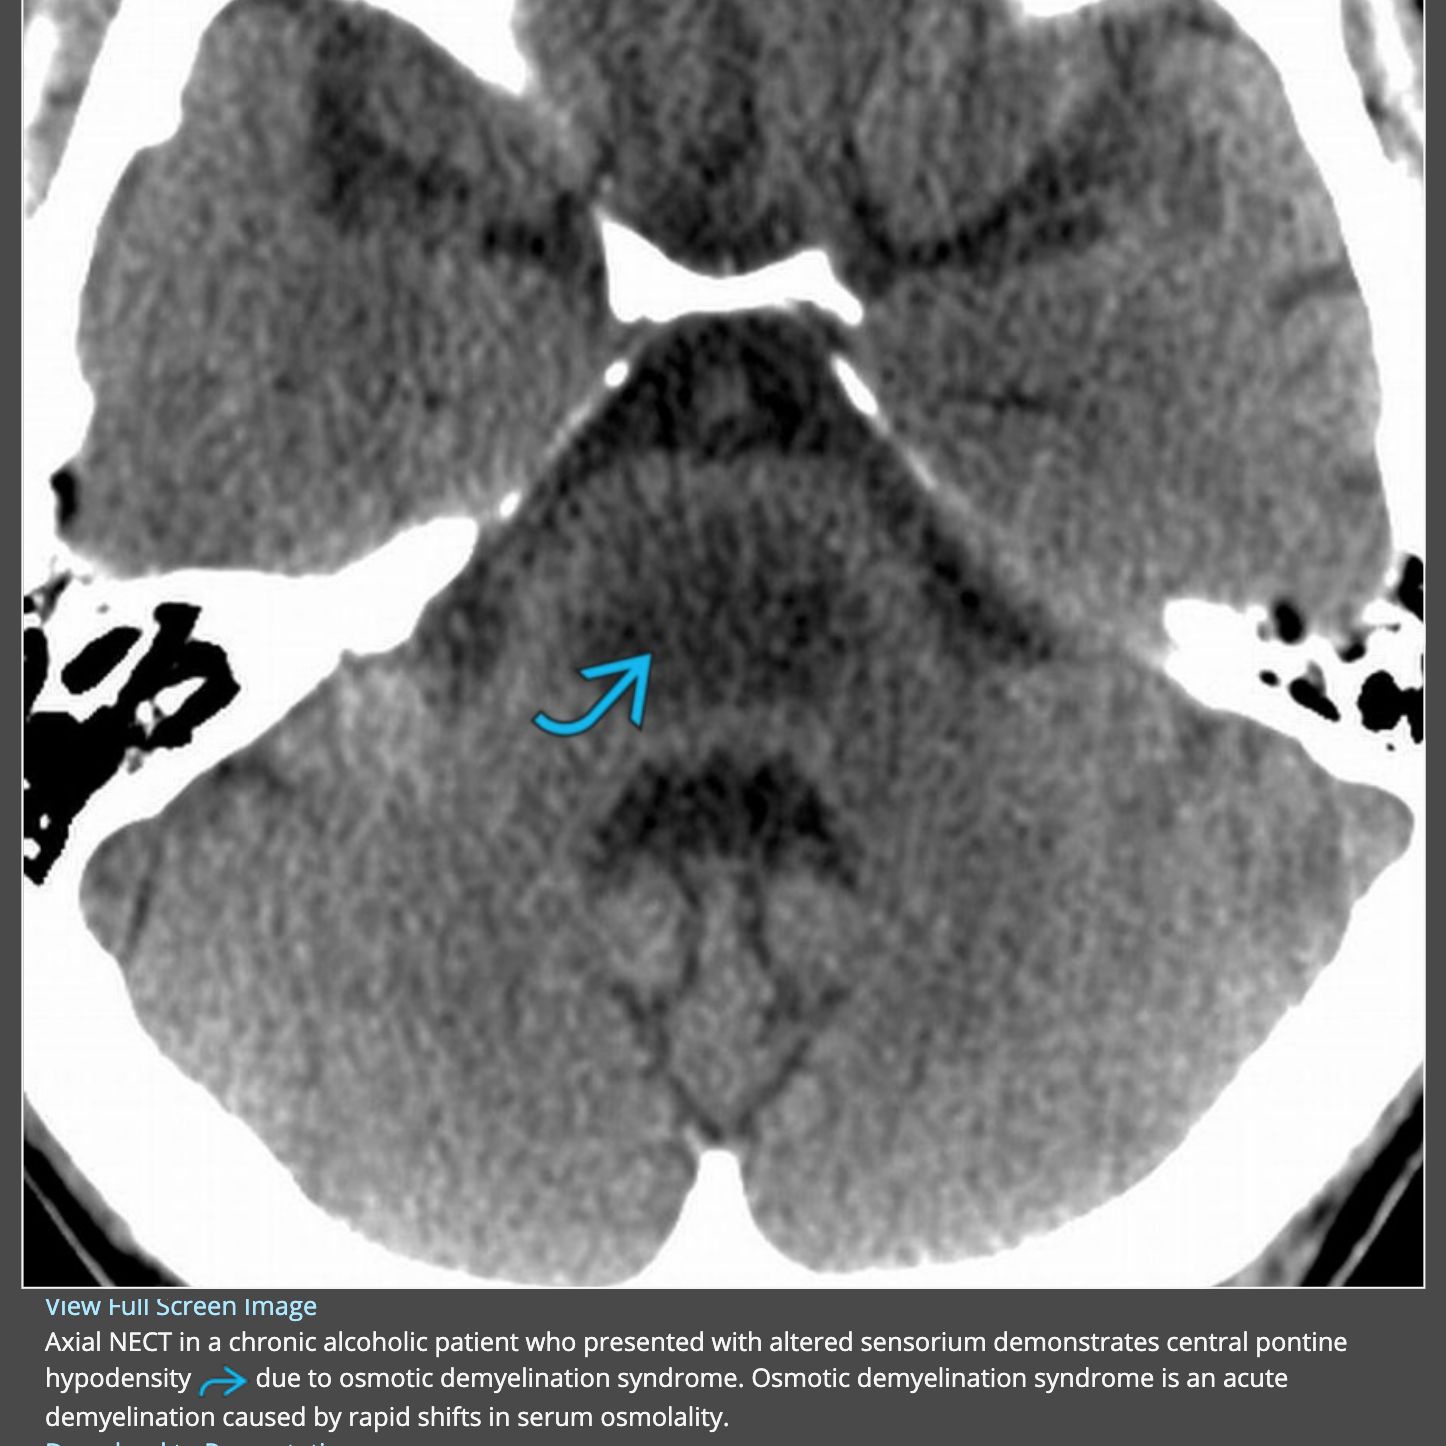 View Full Screen Image
Axial NECT in a chronic alcoholic patient who presented with altered sensorium demonstrates central pontine
hypodensity due to osmotic demyelination syndrome. Osmotic demyelination syndrome is an acute
demyelination caused by rapid shifts in serum osmolality.